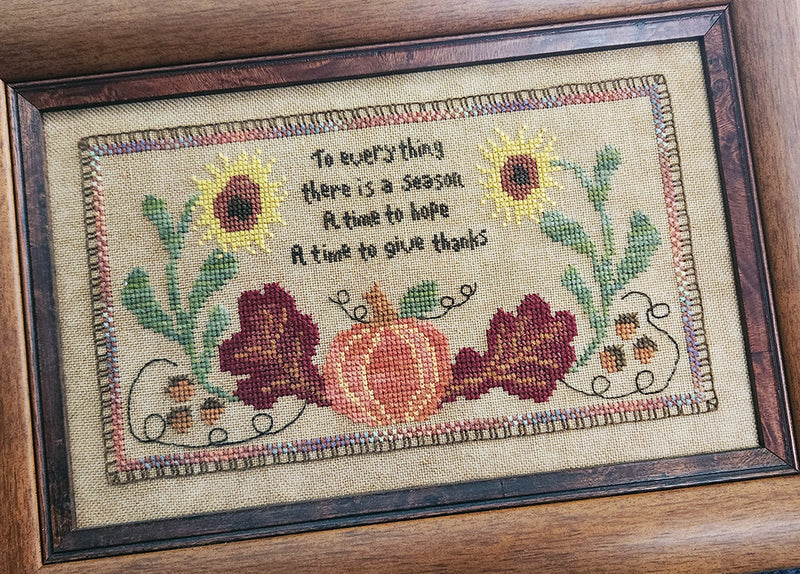 To everything
there is a season
A time to hope
A time to give thanks